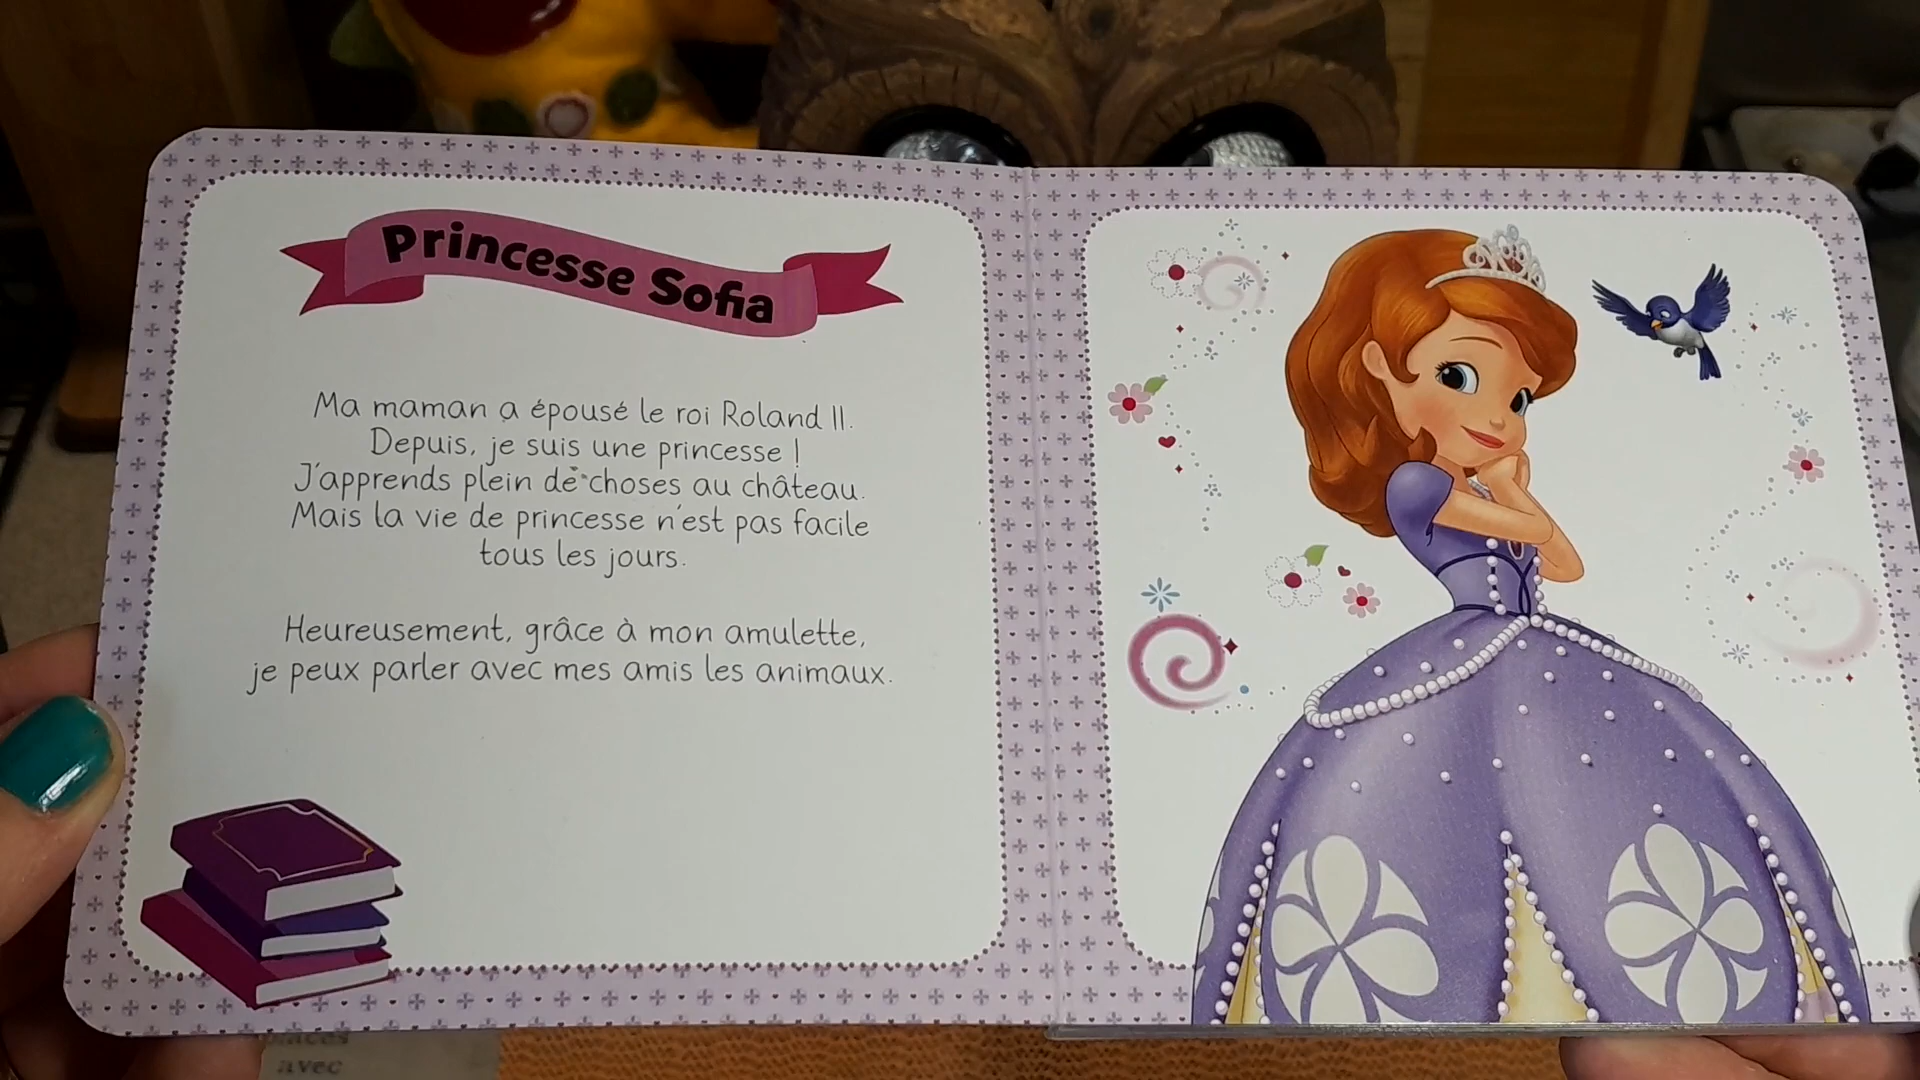 Princesse Sofia
Ma maman a épousé le roi Roland II.
Depuis, je suis une princesse !
J'apprends plein de choses au château.
Mais la vie de princesse n'est pas facile
tous les jours.
Heureusement, grâce à mon amulette,
je peux parler avec mes amis les animaux.
avec